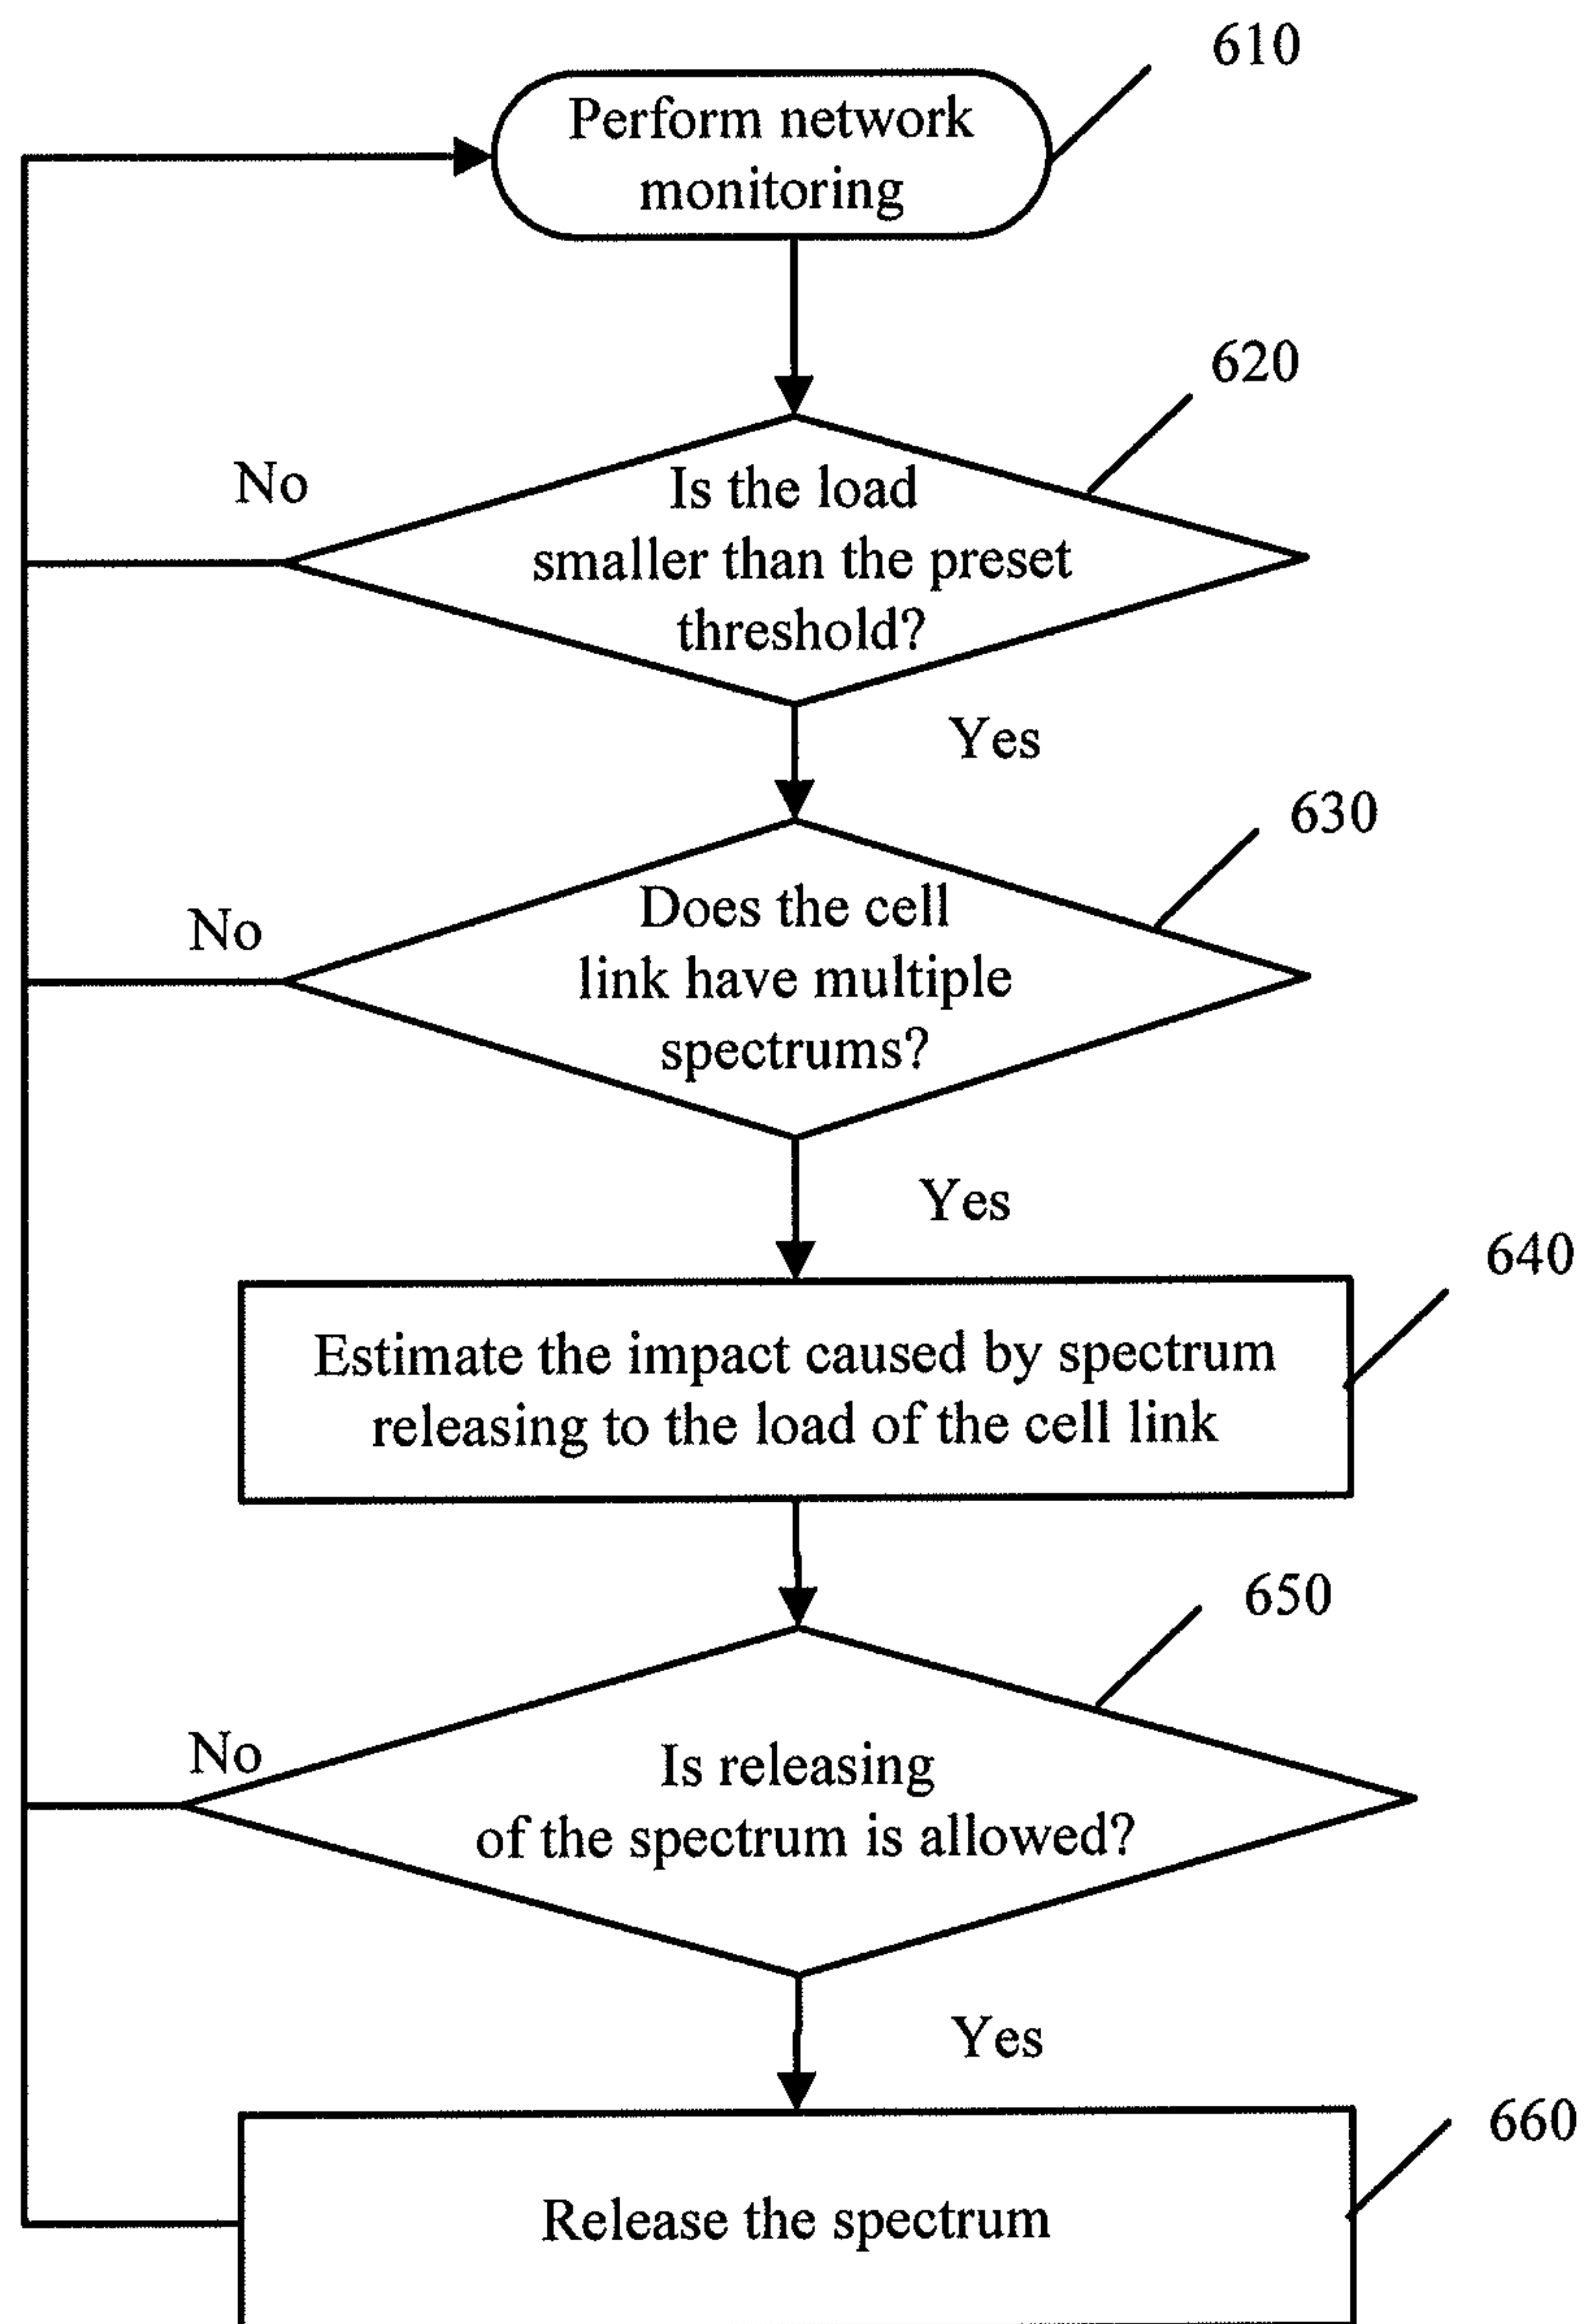 610
Perform network
monitoring
620
No
Is the load
smaller than the preset
threshold?
Yes
630
No
Does the cell
link have multiple
spectrums?
Yes
640
Estimate the impact caused by spectrum
releasing to the load of the cell link
650
No
Is releasing
of the spectrum is allowed?
Yes
660
Release the spectrum